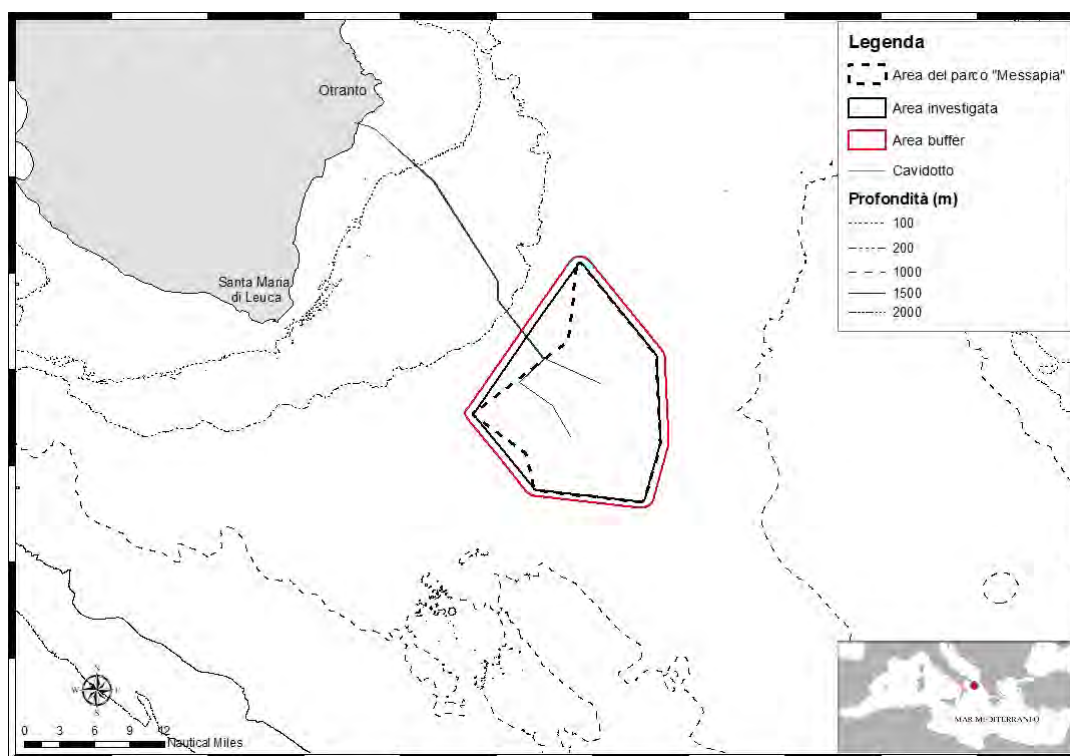 Otranto
Santa Maria
di Leuca
Legenda
Area del parco "Messapia"
Area investigata
Area buffer
Cavidotto
Profondità (m)
100
200
1000
1500
2000
N
W E
S
0 3 6 9 12
Nautical Miles
MAR MEDITERRANEO